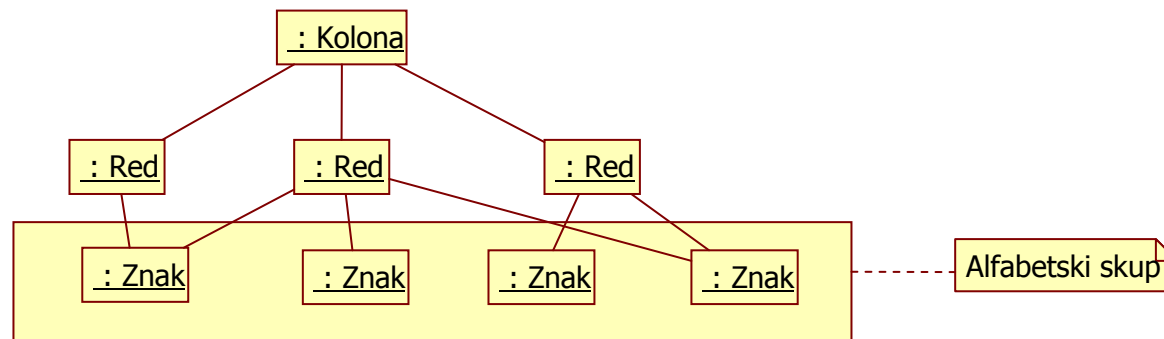 : Kolona
: Red
: Red
: Red
: Znak
: Znak
: Znak
: Znak
Alfabetski skup